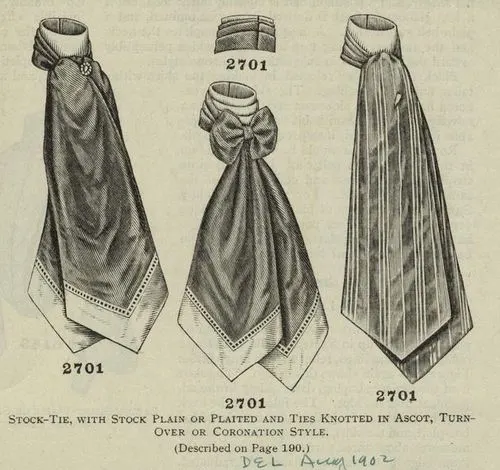 2701
2701
2701
2701
STOCK-TIE, WITH STOCK PLAIN OR PLAITED AND TIES KNOTTED IN ASCOT, TURN-
OVER OR CORONATION STYLE.
(Described on Page 190.)
DEL Aug 1902